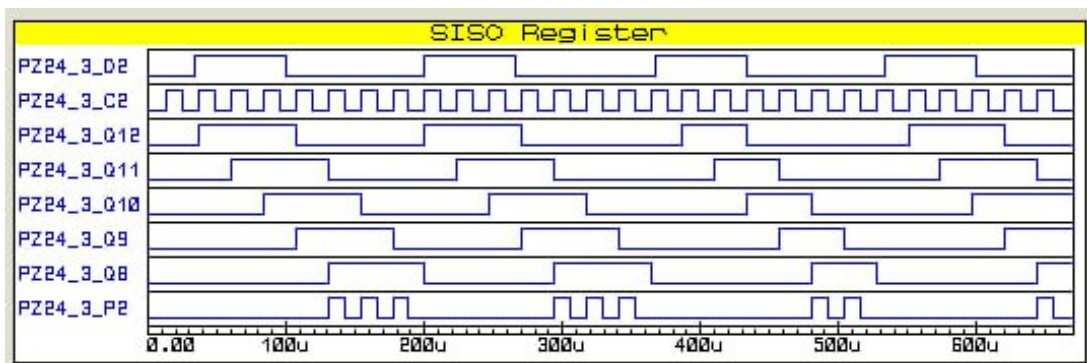 SISO Register
PZ24_3_D2
PZ24_3_C2
PZ24_3_Q12
PZ24_3_Q11
PZ24_3_Q10
PZ24_3_Q9
PZ24_3_Q8
PZ24_3_P2
0.00 100u 200u 300u 400u 500u 600u